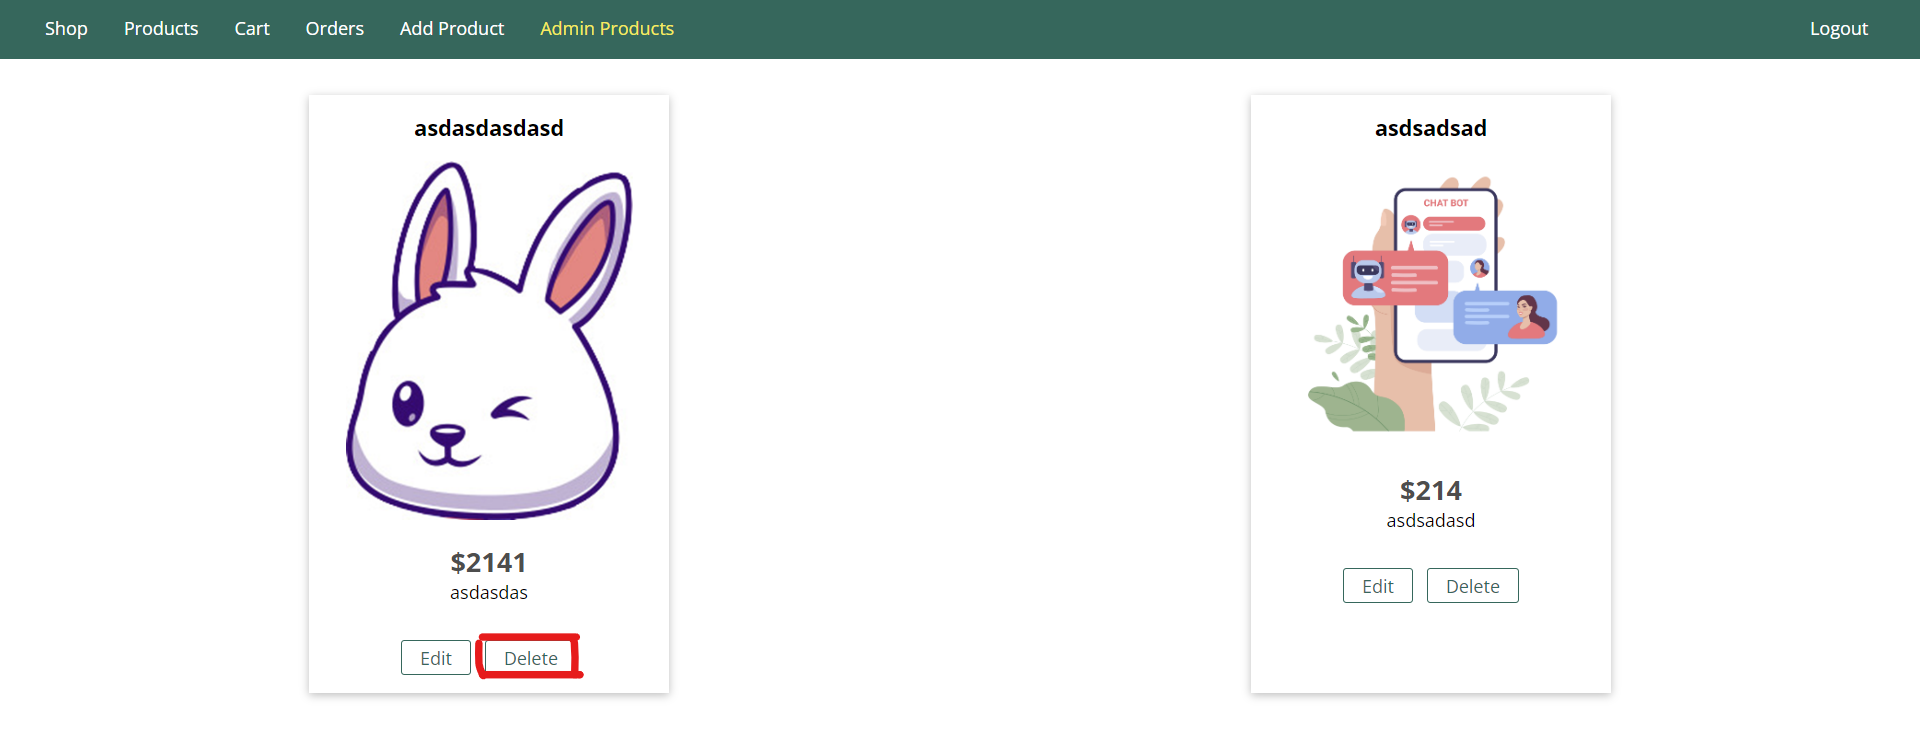 Shop Products Cart Orders Add Product Admin Products Logout
asdasdasdasd
CHAT BOT
$2141
asdasdas
Edit Delete
asdsadsad
$214
asdsadasd
Edit Delete